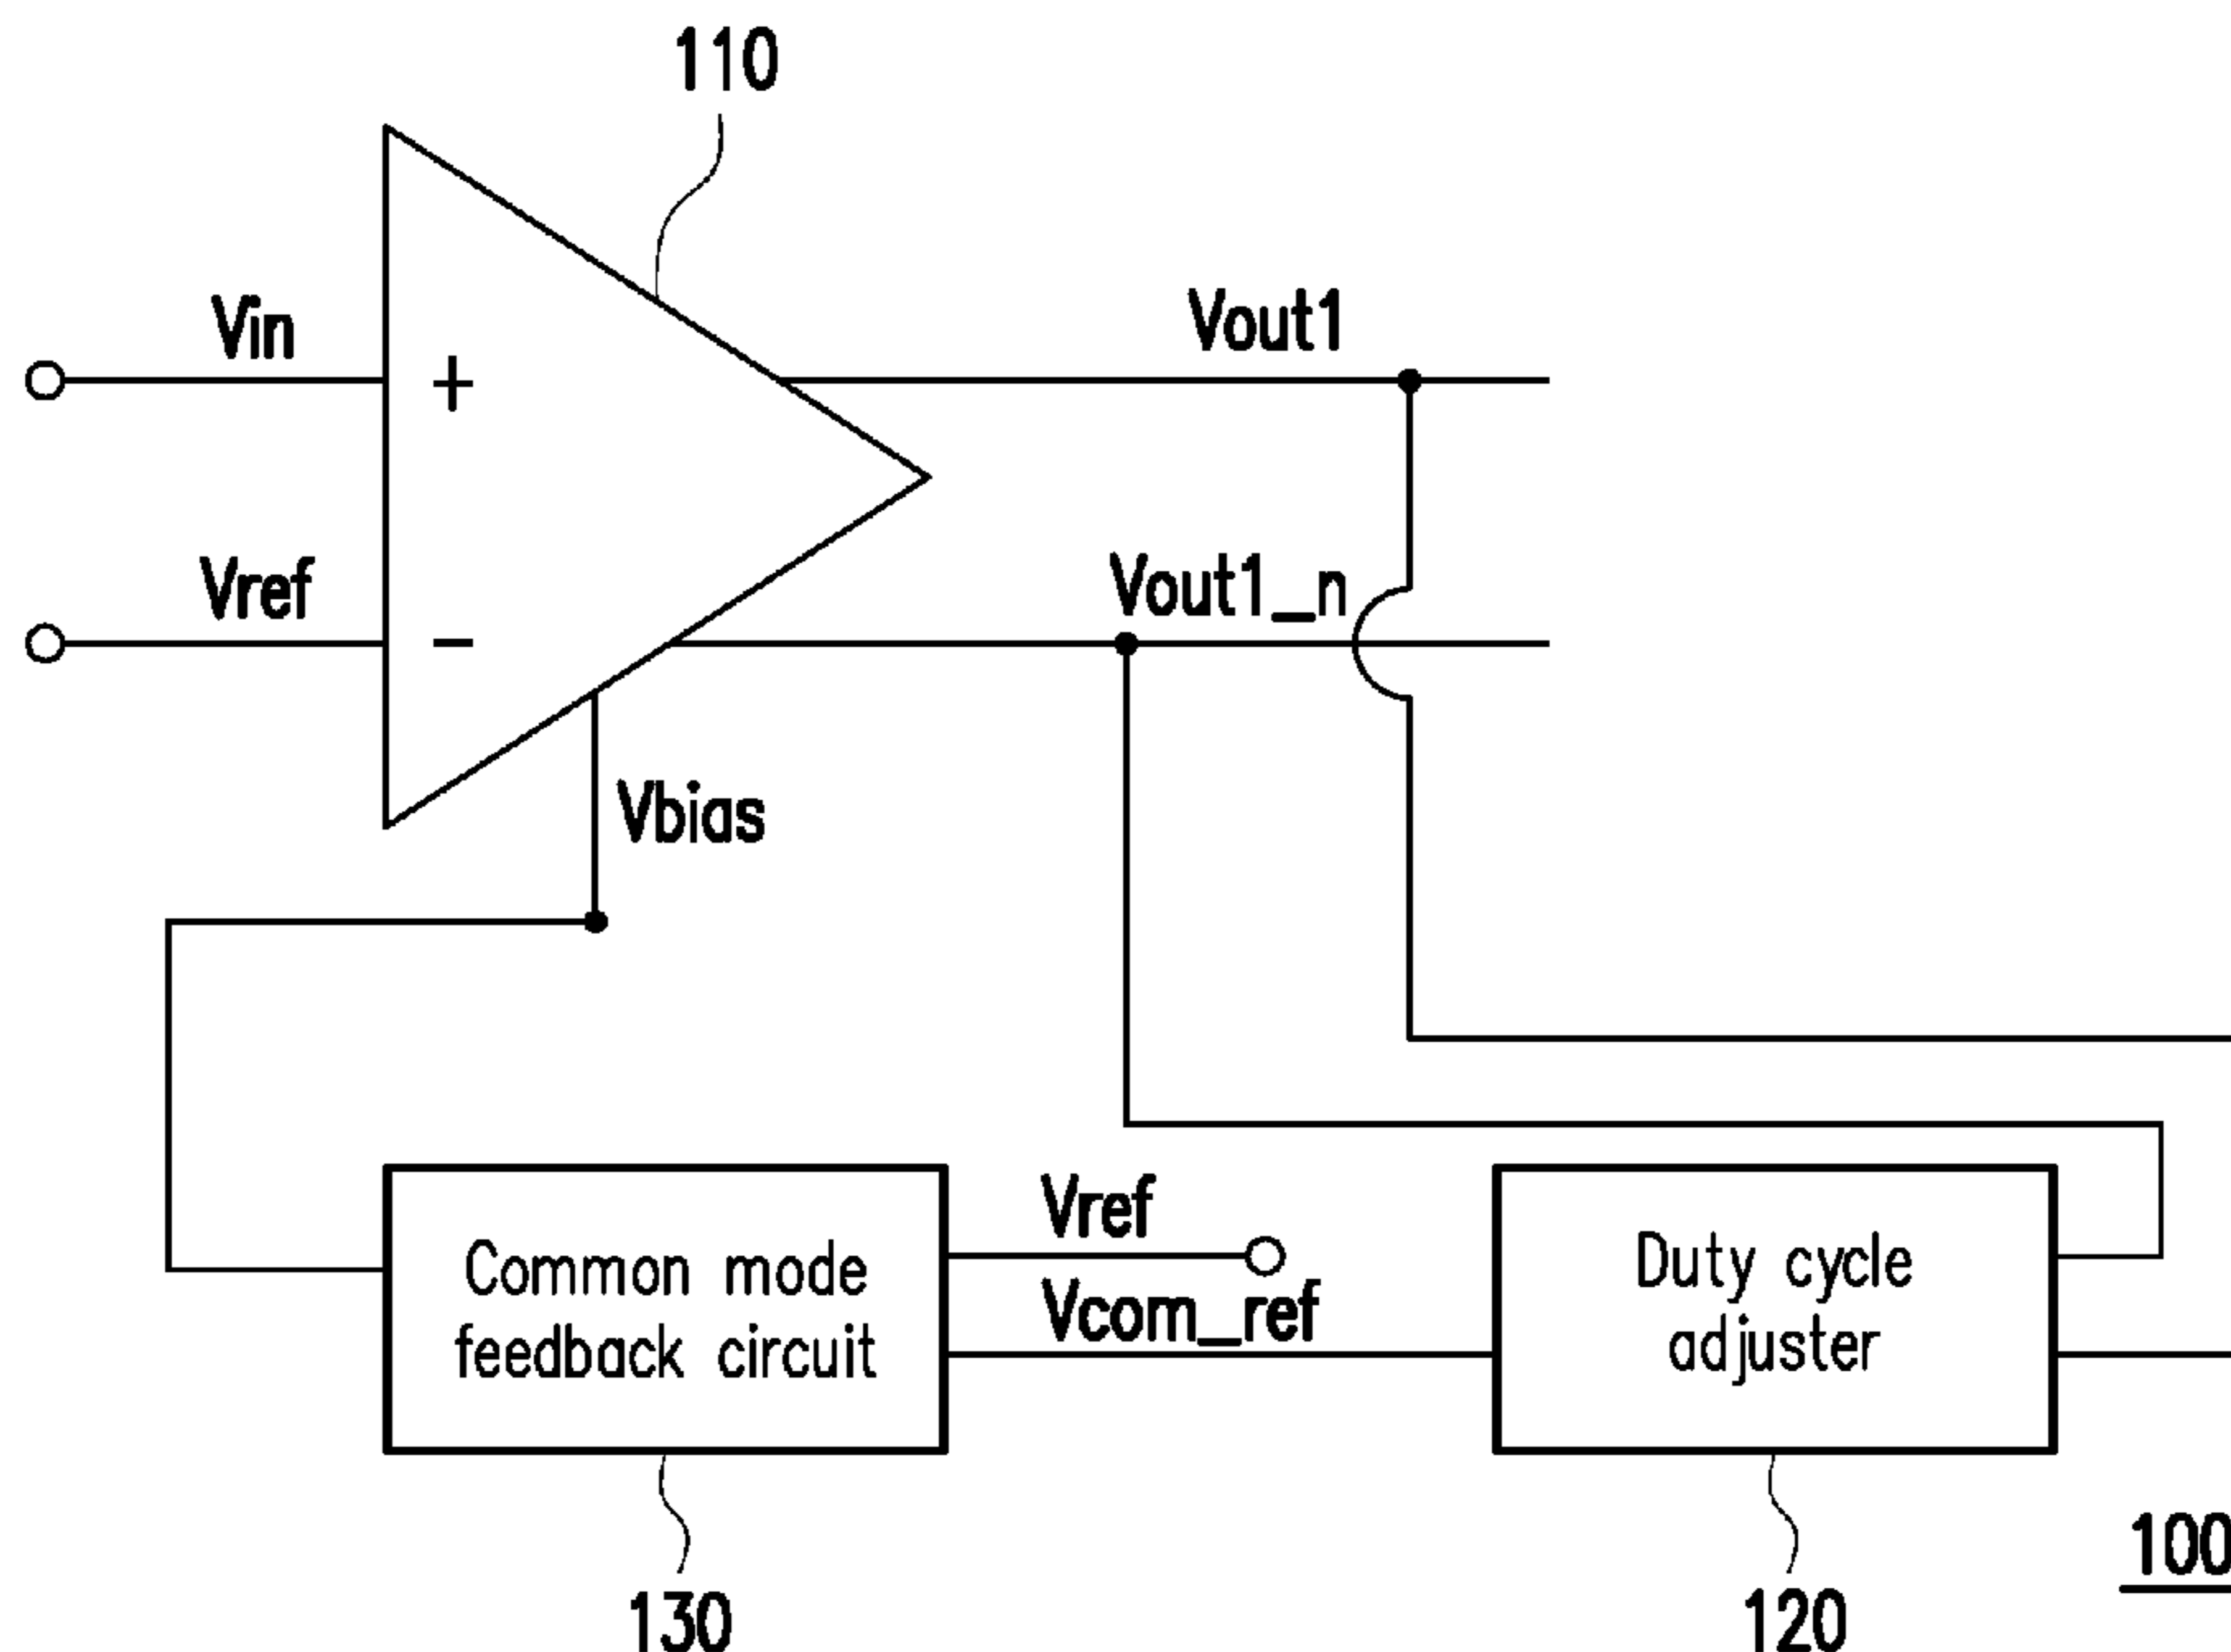 110
Vin
+
Vout1
Vref
−
Vout1_n
Vbias
Common mode
feedback circuit
Vref
Vcom_ref
Duty cycle
adjuster
100
130
120